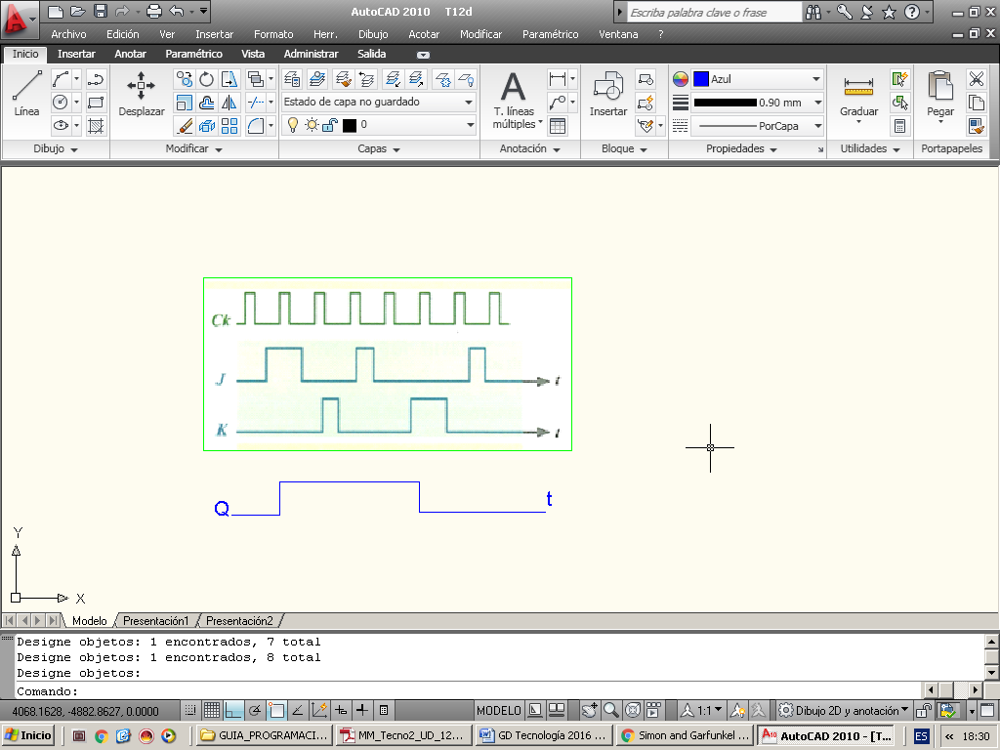 AutoCAD 2010 T12d
Escriba palabra clave o frase
Archivo Edición Ver Insertar Formato Herr. Dibujo Acotar Modificar Paramétrico Ventana ?
Inicio Insertar Anotar Paramétrico Vista Administrar Salida
Estado de capa no guardado
Azul
0.90 mm
PorCapa
0
Línea
Desplazar
A
T. líneas
múltiples
Insertar
Graduar
Pegar
Dibujo Modificar Capas Anotación Bloque Propiedades Utilidades Portapapeles
Ck
J t
K t
Q t
Y
X
Modelo Presentación1 Presentación2
Designe objetos: 1 encontrados, 7 total
Designe objetos: 1 encontrados, 8 total
Designe objetos:
Comando:
4068.1628, -4882.8627, 0.0000 MODELO 1:1 Dibujo 2D y anotación
Inicio GUIA_PROGRAMACI... MM_Tecno2_UD_12... GD Tecnología 2016 ... Simon and Garfunkel ... AutoCAD 2010 - [T... ES « 18:30